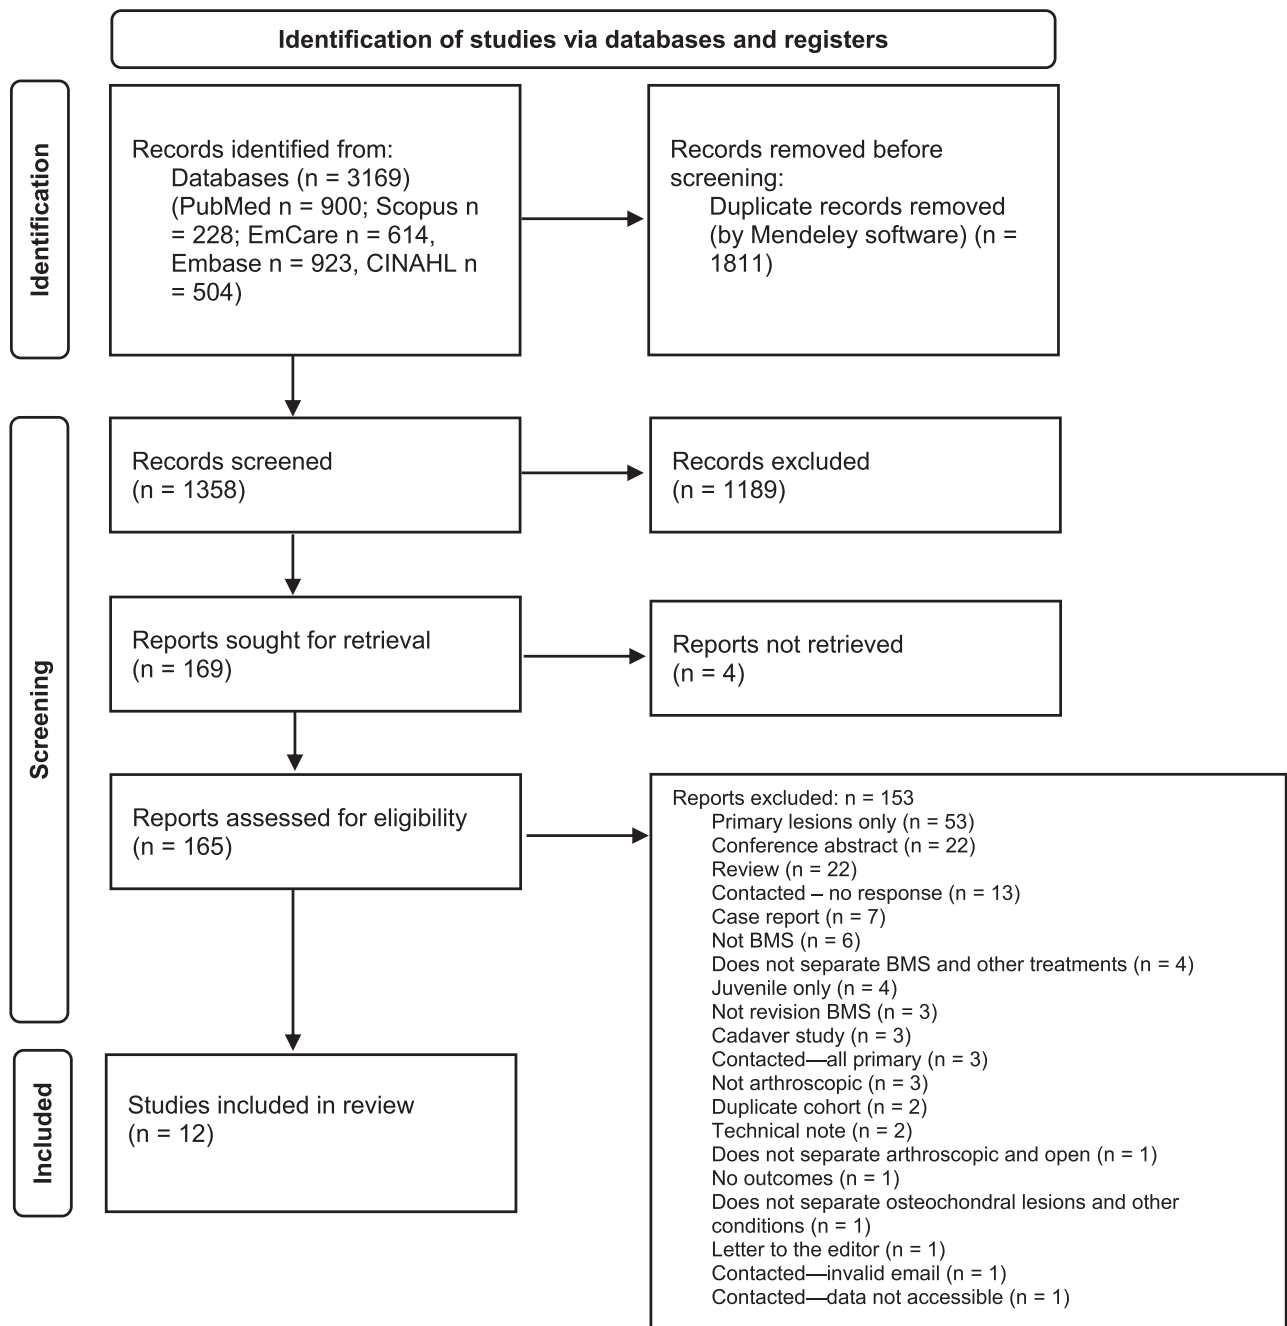 Identification of studies via databases and registers
Identification
Records identified from:
Databases (n = 3169)
(PubMed n = 900; Scopus n
= 228; EmCare n = 614,
Embase n = 923, CINAHL n
= 504)
Records removed before
screening:
Duplicate records removed
(by Mendeley software) (n =
1811)
Screening
Records screened
(n = 1358)
Records excluded
(n = 1189)
Reports sought for retrieval
(n = 169)
Reports not retrieved
(n = 4)
Reports assessed for eligibility
(n = 165)
Reports excluded: n = 153
Primary lesions only (n = 53)
Conference abstract (n = 22)
Review (n = 22)
Contacted – no response (n = 13)
Case report (n = 7)
Not BMS (n = 6)
Does not separate BMS and other treatments (n = 4)
Juvenile only (n = 4)
Not revision BMS (n = 3)
Cadaver study (n = 3)
Contacted—all primary (n = 3)
Not arthroscopic (n = 3)
Duplicate cohort (n = 2)
Technical note (n = 2)
Does not separate arthroscopic and open (n = 1)
No outcomes (n = 1)
Does not separate osteochondral lesions and other
conditions (n = 1)
Letter to the editor (n = 1)
Contacted—invalid email (n = 1)
Contacted—data not accessible (n = 1)
Included
Studies included in review
(n = 12)